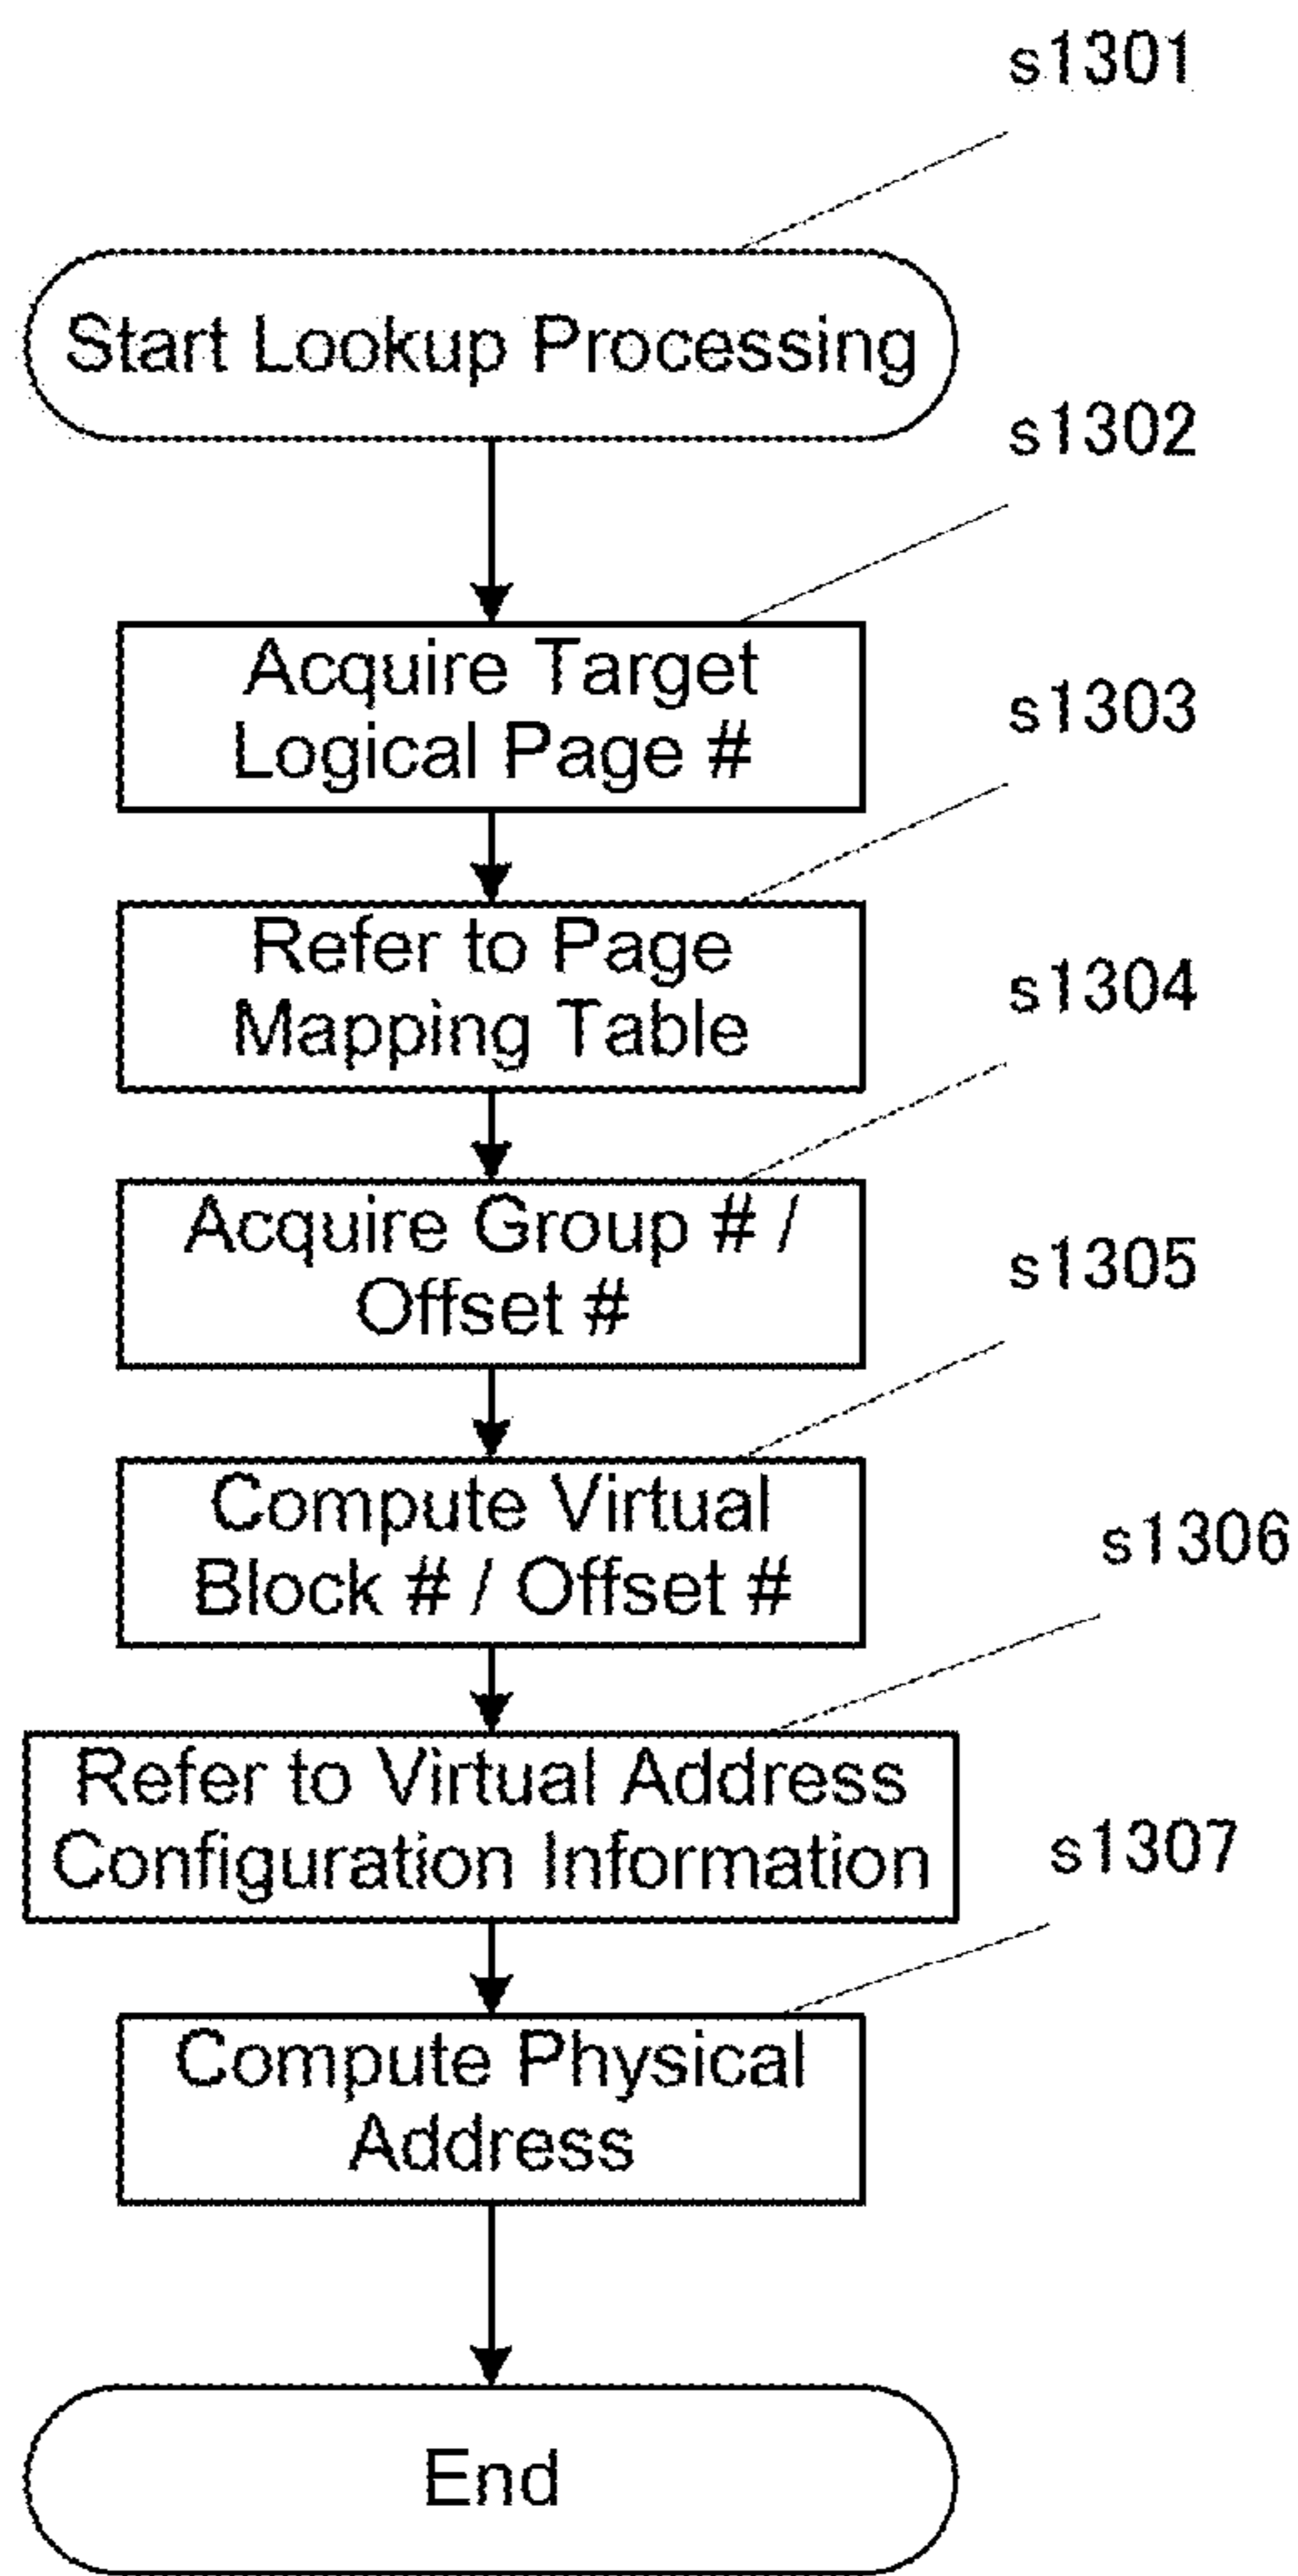 s1301
Start Lookup Processing
s1302
Acquire Target
Logical Page #
s1303
Refer to Page
Mapping Table
s1304
Acquire Group # /
Offset #
s1305
Compute Virtual
Block # / Offset #
s1306
Refer to Virtual Address
Configuration Information
s1307
Compute Physical
Address
End